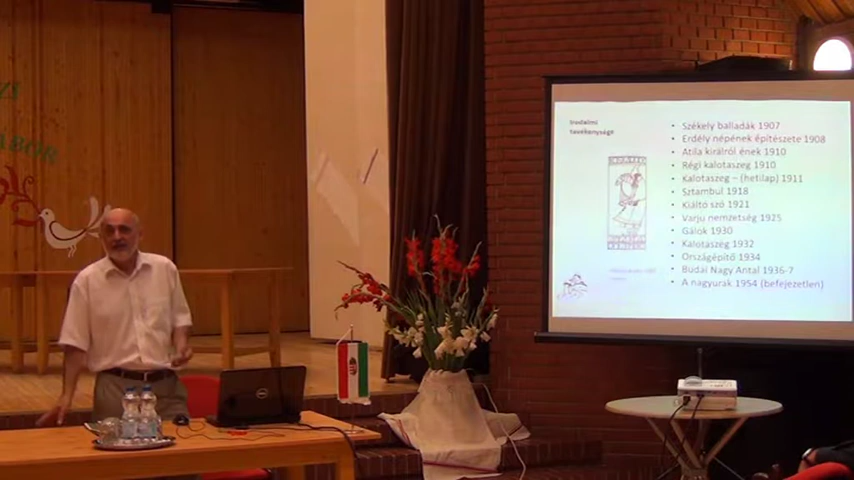 Irodalmi
tevékenysége
• Székely balladák 1907
• Erdély népének építészete 1908
• Atila királról ének 1910
• Régi kalotaszeg 1910
• Kalotaszeg – (hetilap) 1911
• Sztambul 1918
• Kiáltó szó 1921
• Varju nemzetség 1925
• Gálok 1930
• Kalotaszeg 1932
• Országépítő 1934
• Budai Nagy Antal 1936-7
• A nagyurak 1954 (befejezetlen)
DELL